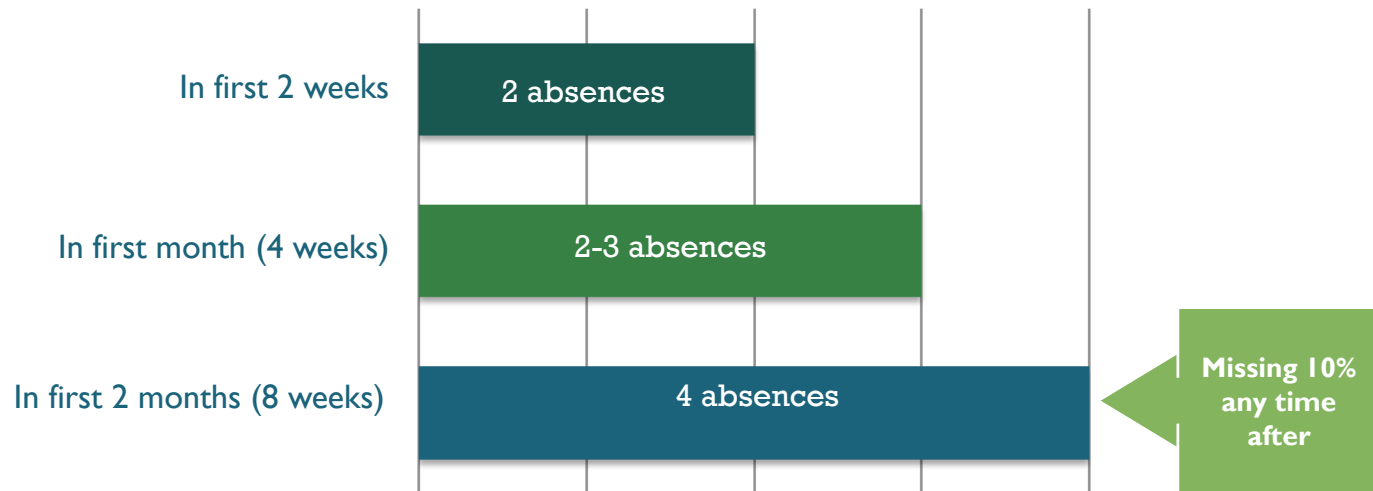 In first 2 weeks
2 absences
In first month (4 weeks)
2-3 absences
In first 2 months (8 weeks)
4 absences
Missing 10%
any time
after